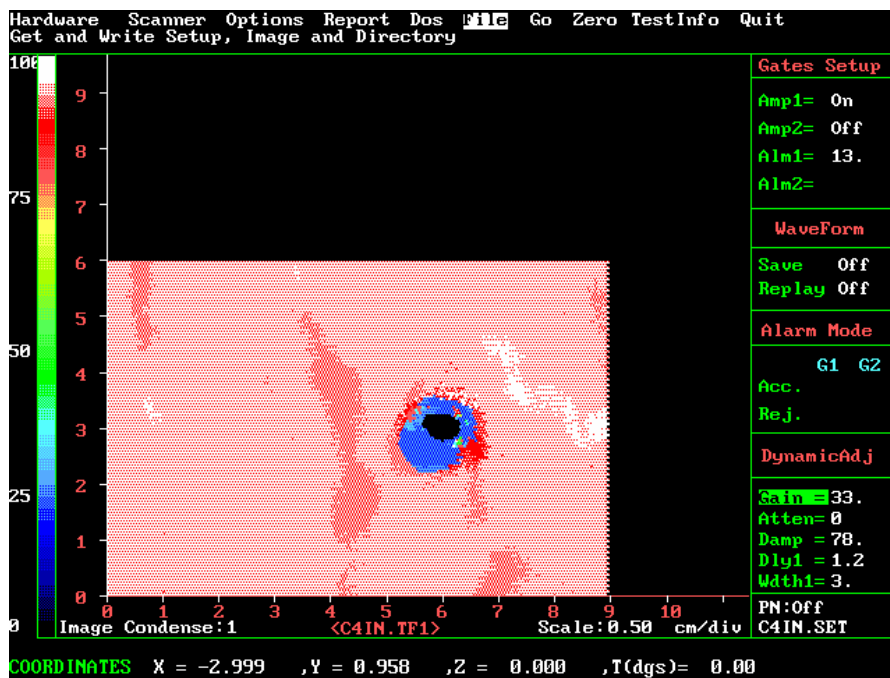 Hardware Scanner Options Report Dos File Go Zero TestInfo Quit
Get and Write Setup, Image and Directory
100
75
50
25
0
9
8
7
6
5
4
3
2
1
0
0 1 2 3 4 5 6 7 8 9 10
Image Condense:1 <C4IN.TF1> Scale:0.50 cm/div
Gates Setup
Amp1= On
Amp2= Off
Alm1= 13.
Alm2=
WaveForm
Save Off
Replay Off
Alarm Mode
G1 G2
Acc.
Rej.
DynamicAdj
Gain =33.
Atten=0
Damp =78.
Dly1 =1.2
Wdth1=3.
PN:Off
C4IN.SET
COORDINATES X = -2.999 ,Y = 0.958 ,Z = 0.000 ,T(dgs)= 0.00